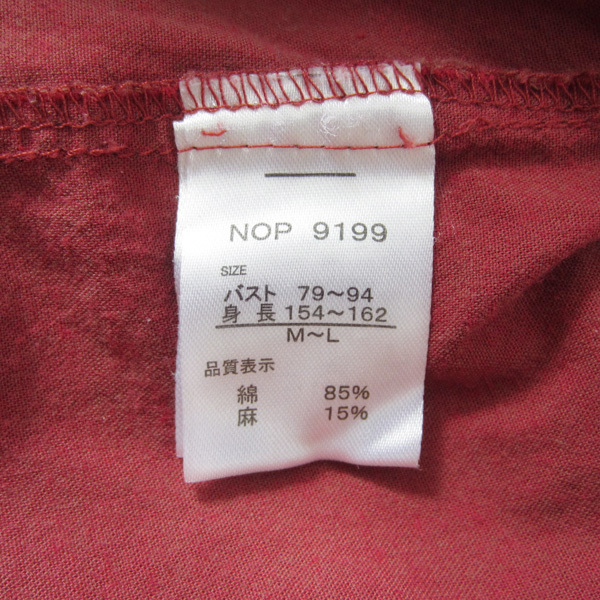 NOP 9199
SIZE
バスト 79～94
身長 154～162
M～L
品質表示
綿 85%
麻 15%